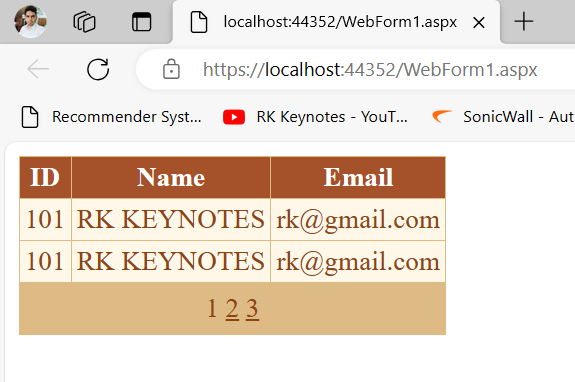 localhost:44352/WebForm1.aspx
https://localhost:44352/WebForm1.aspx
Recommender Syst... RK Keynotes - YouT... SonicWall - Aut
ID Name Email
101 RK KEYNOTES rk@gmail.com
101 RK KEYNOTES rk@gmail.com
1 2 3